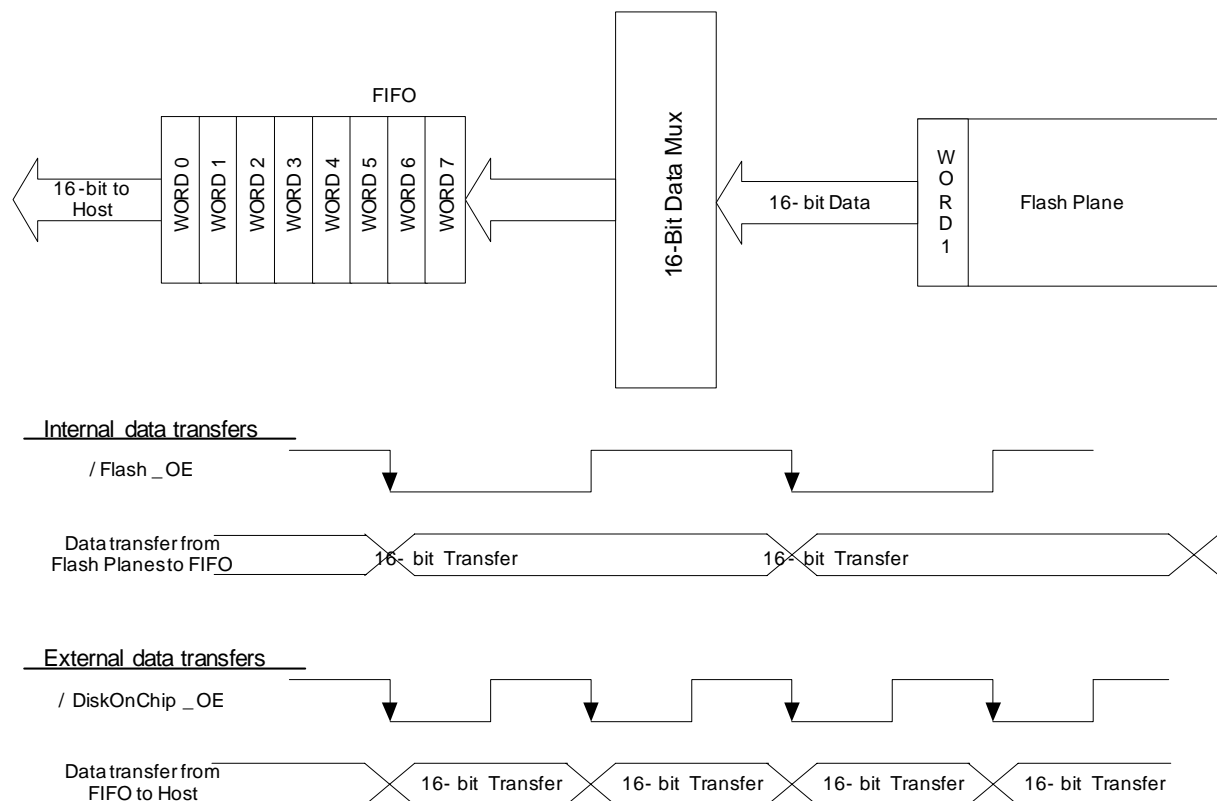 FIFO
16-bit to
Host
WORD 0
WORD 1
WORD 2
WORD 3
WORD 4
WORD 5
WORD 6
WORD 7
16-Bit Data Mux
16- bit Data
WORD1
Flash Plane
Internal data transfers
/ Flash _ OE
Data transfer from
Flash Planes to FIFO
16- bit Transfer
16- bit Transfer
External data transfers
/ DiskOnChip _ OE
Data transfer from
FIFO to Host
16- bit Transfer
16- bit Transfer
16- bit Transfer
16- bit Transfer